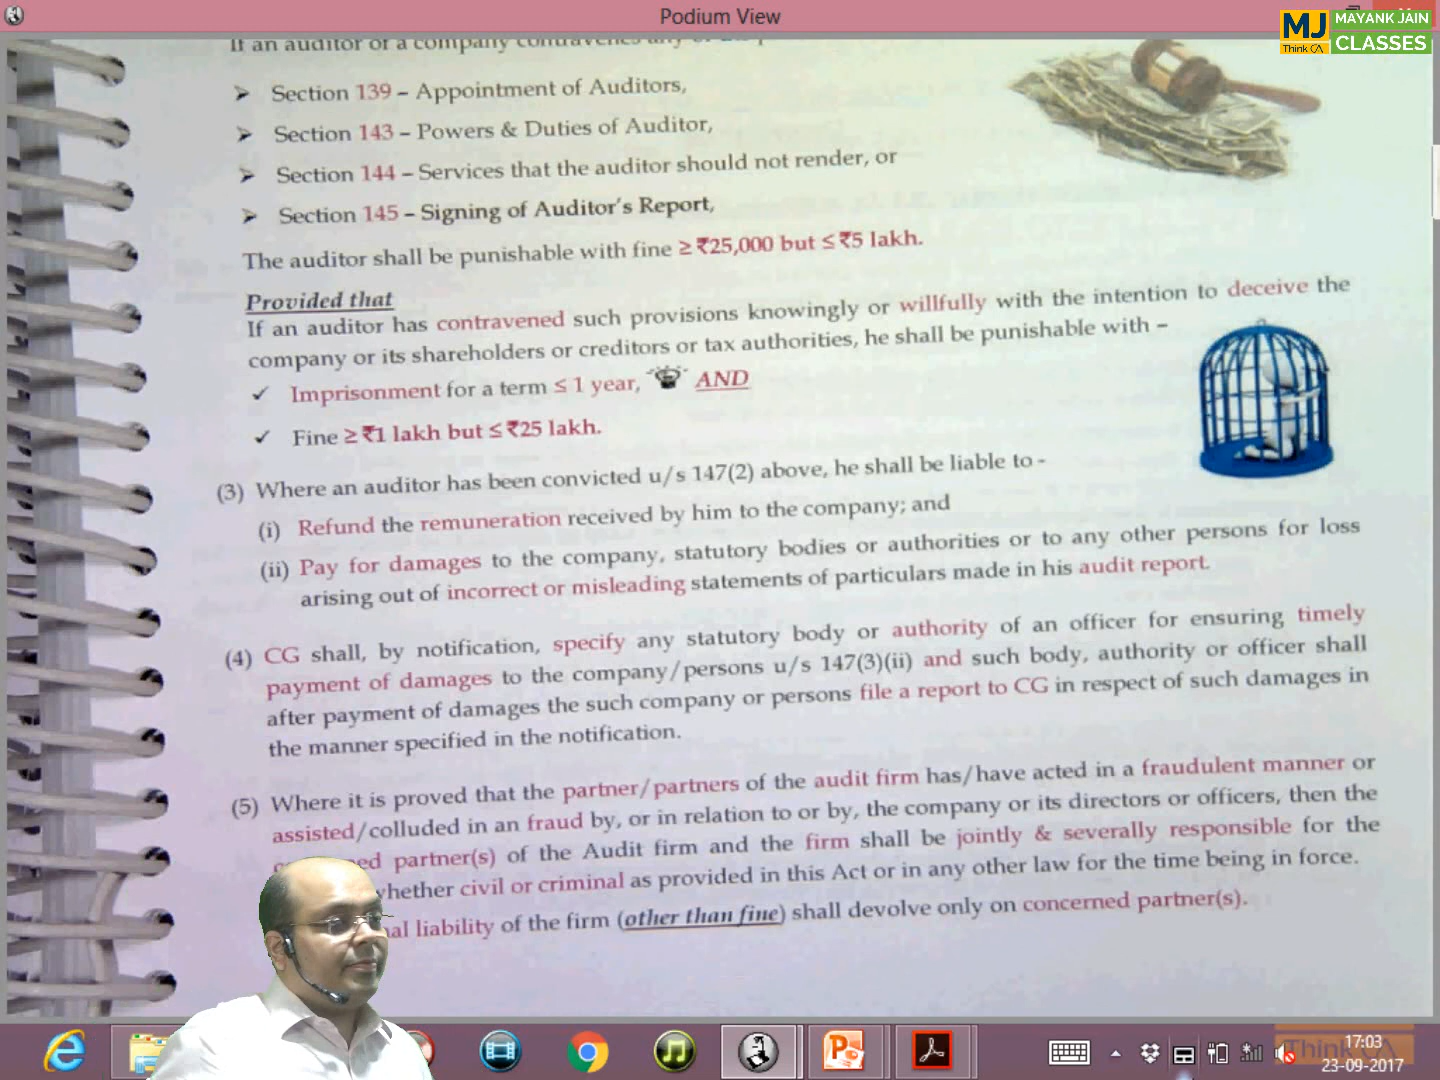 Podium View
MJ
Think CA
MAYANK JAIN
CLASSES
If an auditor of a company contravenes any of the
➤ Section 139 – Appointment of Auditors,
➤ Section 143 – Powers & Duties of Auditor,
➤ Section 144 – Services that the auditor should not render, or
➤ Section 145 – Signing of Auditor's Report,
The auditor shall be punishable with fine ≥ ₹25,000 but ≤ ₹5 lakh.
Provided that
If an auditor has contravened such provisions knowingly or willfully with the intention to deceive the
company or its shareholders or creditors or tax authorities, he shall be punishable with –
✓ Imprisonment for a term ≤ 1 year, AND
✓ Fine ≥ ₹1 lakh but ≤ ₹25 lakh.
(3) Where an auditor has been convicted u/s 147(2) above, he shall be liable to -
(i) Refund the remuneration received by him to the company; and
(ii) Pay for damages to the company, statutory bodies or authorities or to any other persons for loss
arising out of incorrect or misleading statements of particulars made in his audit report.
(4) CG shall, by notification, specify any statutory body or authority of an officer for ensuring timely
payment of damages to the company/persons u/s 147(3)(ii) and such body, authority or officer shall
after payment of damages the such company or persons file a report to CG in respect of such damages in
the manner specified in the notification.
(5) Where it is proved that the partner/partners of the audit firm has/have acted in a fraudulent manner or
assisted/colluded in an fraud by, or in relation to or by, the company or its directors or officers, then the
partner(s) of the Audit firm and the firm shall be jointly & severally responsible for the
whether civil or criminal as provided in this Act or in any other law for the time being in force.
liability of the firm (other than fine) shall devolve only on concerned partner(s).
Think CA
17:03
23-09-2017